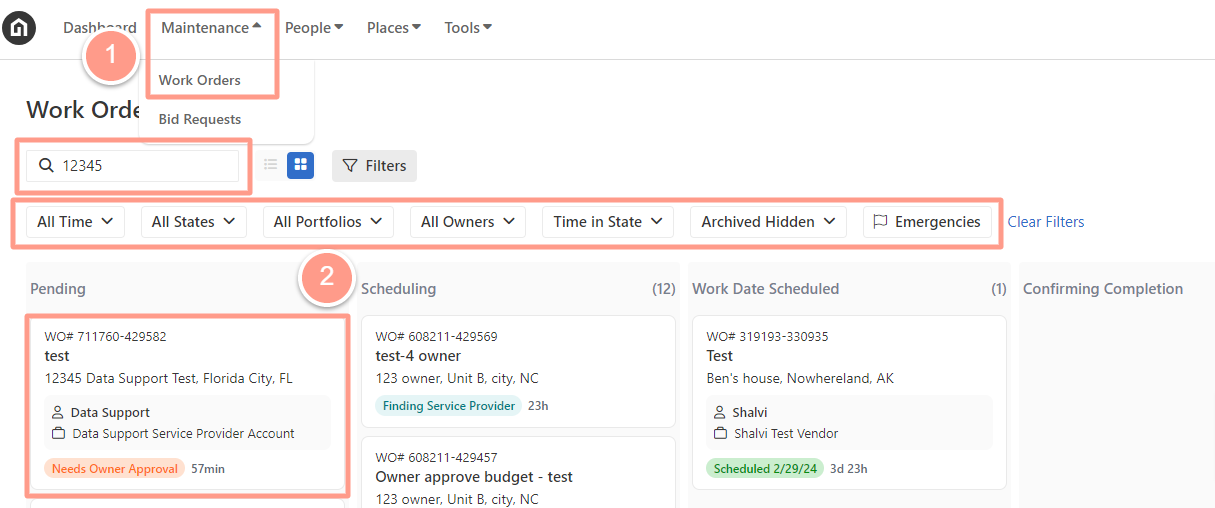 Dashboard Maintenance People Places Tools
1
Work Orders
Work Orde
Bid Requests
12345
Filters
All Time All States All Portfolios All Owners Time in State Archived Hidden Emergencies Clear Filters
2
Pending
WO# 711760-429582
test
12345 Data Support Test, Florida City, FL
Data Support
Data Support Service Provider Account
Needs Owner Approval 57min
Scheduling (12)
WO# 608211-429569
test-4 owner
123 owner, Unit B, city, NC
Finding Service Provider 23h
WO# 608211-429457
Owner approve budget - test
123 owner, Unit B, city, NC
Work Date Scheduled (1)
WO# 319193-330935
Test
Ben's house, Nowhereland, AK
Shalvi
Shalvi Test Vendor
Scheduled 2/29/24 3d 23h
Confirming Completion